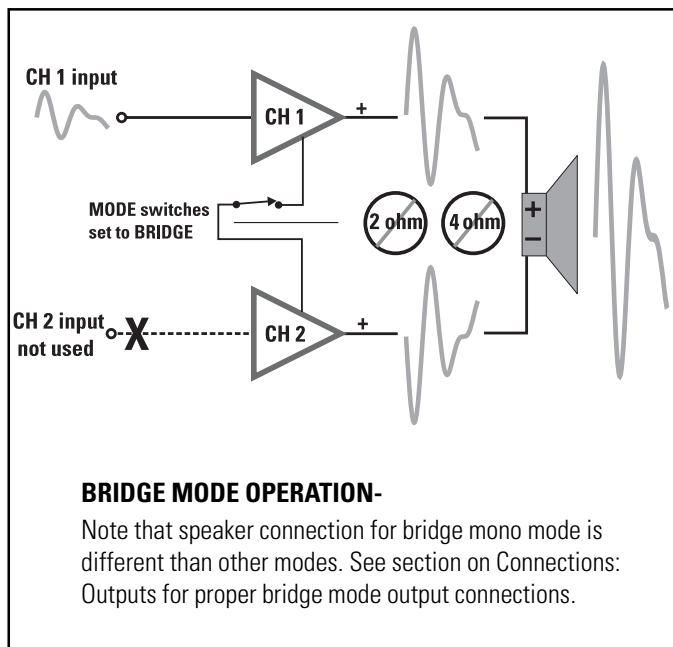 CH 1 input
CH 1
+
MODE switches
set to BRIDGE
2 ohm
4 ohm
+
−
CH 2 input
not used
X
CH 2
+
BRIDGE MODE OPERATION-
Note that speaker connection for bridge mono mode is
different than other modes. See section on Connections:
Outputs for proper bridge mode output connections.